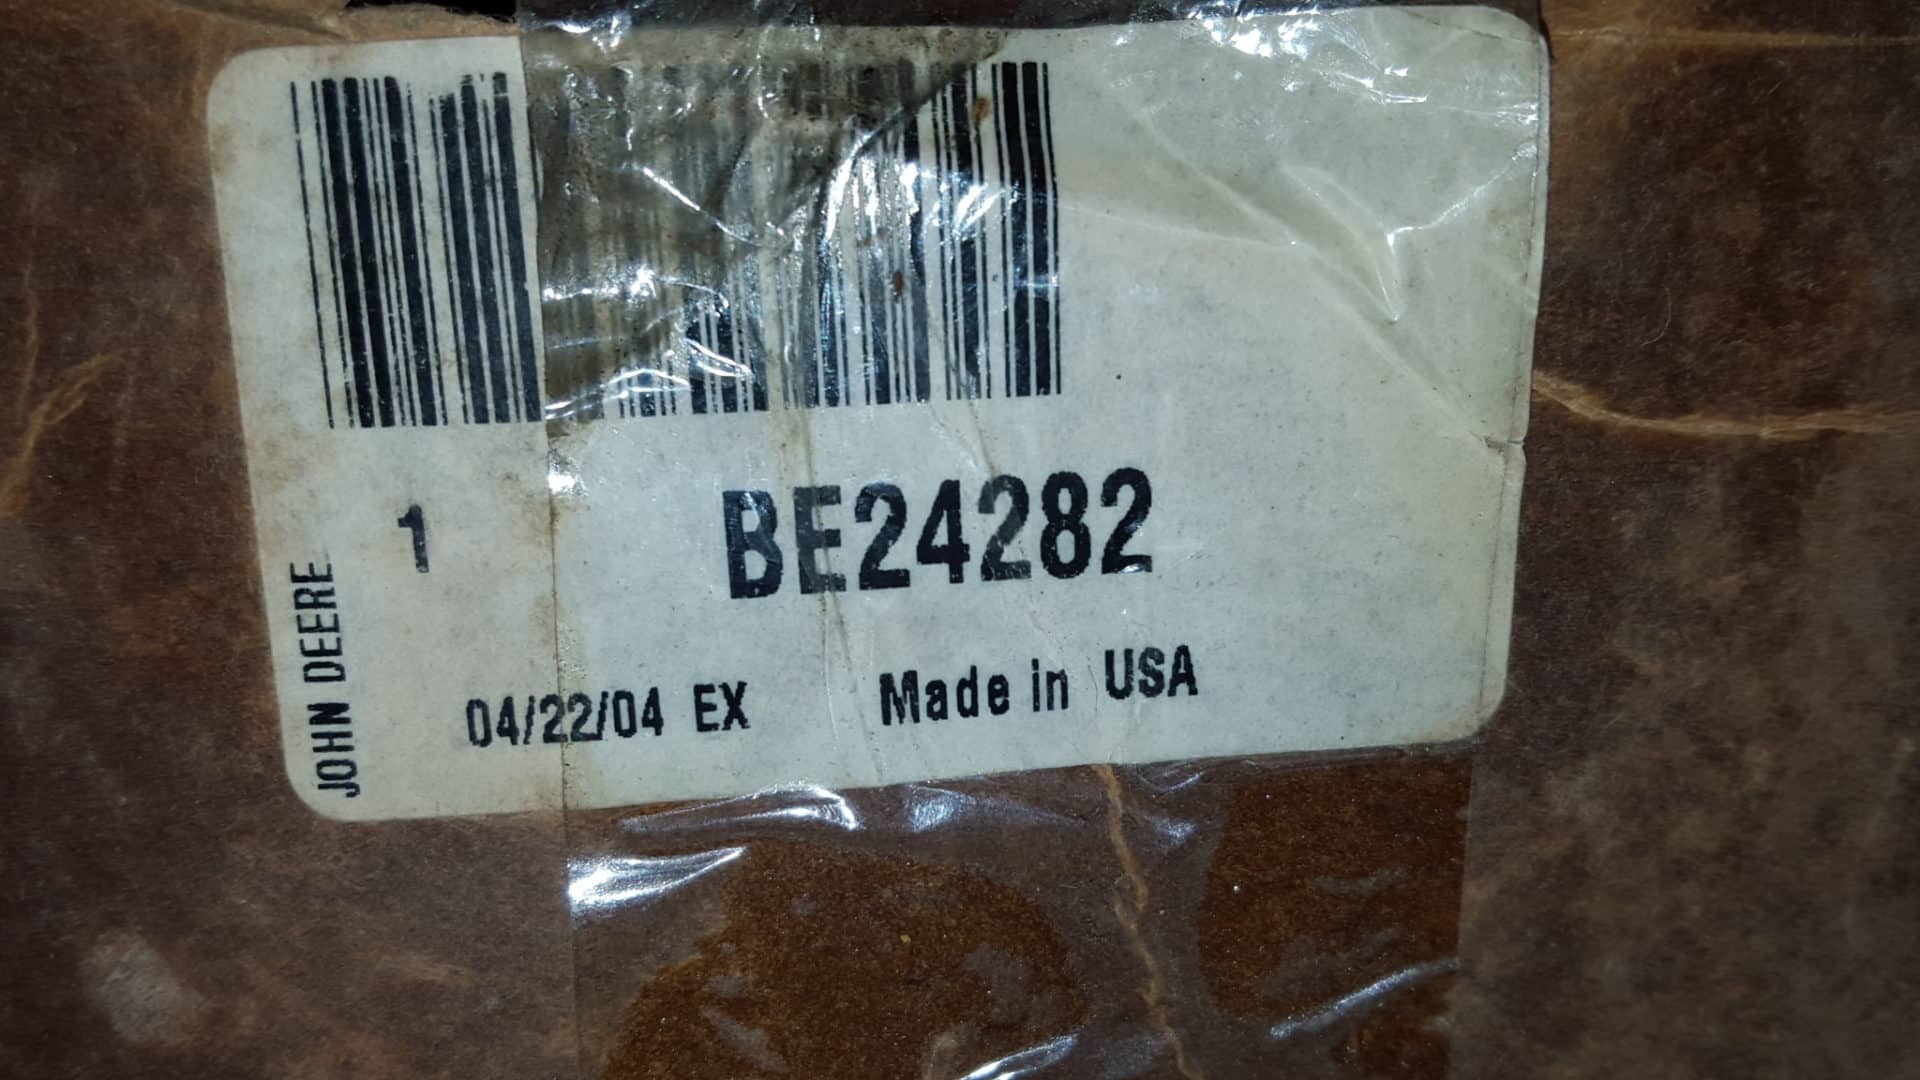 1 BE24282
JOHN DEERE
04/22/04 EX Made in USA